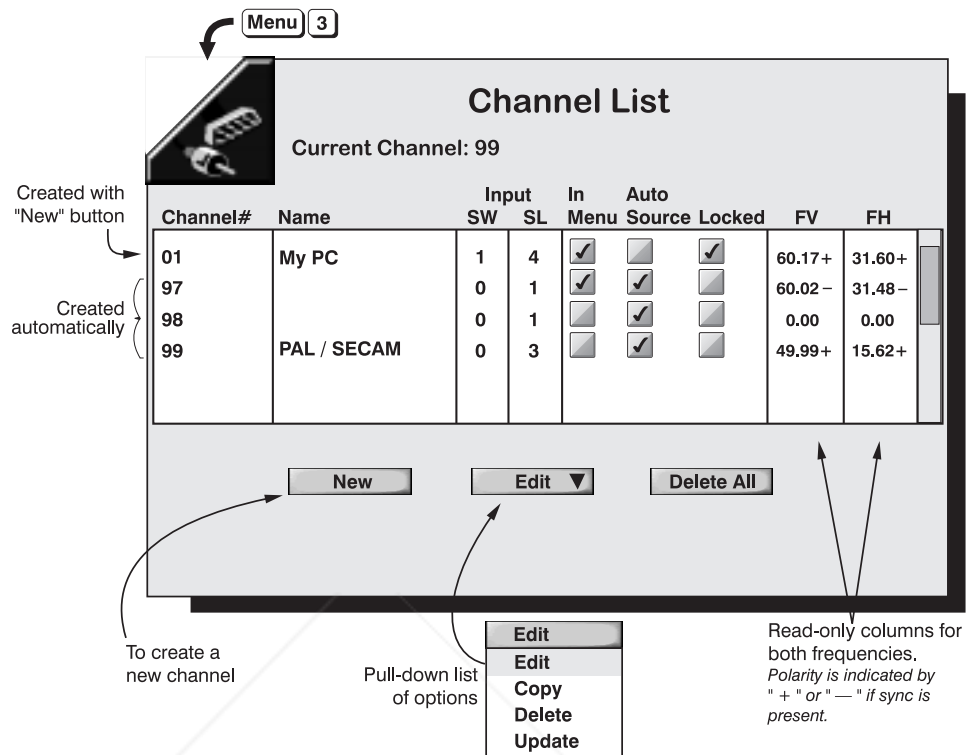 Menu 3
Channel List
Current Channel: 99
Created with
"New" button
Input In Auto
Channel# Name SW SL Menu Source Locked FV FH
01 My PC 1 4 ✓ ✓ 60.17+ 31.60+
97 0 1 ✓ ✓ 60.02– 31.48–
Created
automatically
98 0 1 ✓ 0.00 0.00
99 PAL / SECAM 0 3 ✓ 49.99+ 15.62+
New Edit ▼ Delete All
To create a
new channel
Pull-down list
of options
Edit
Edit
Copy
Delete
Update
Read-only columns for
both frequencies.
Polarity is indicated by
" + " or " — " if sync is
present.